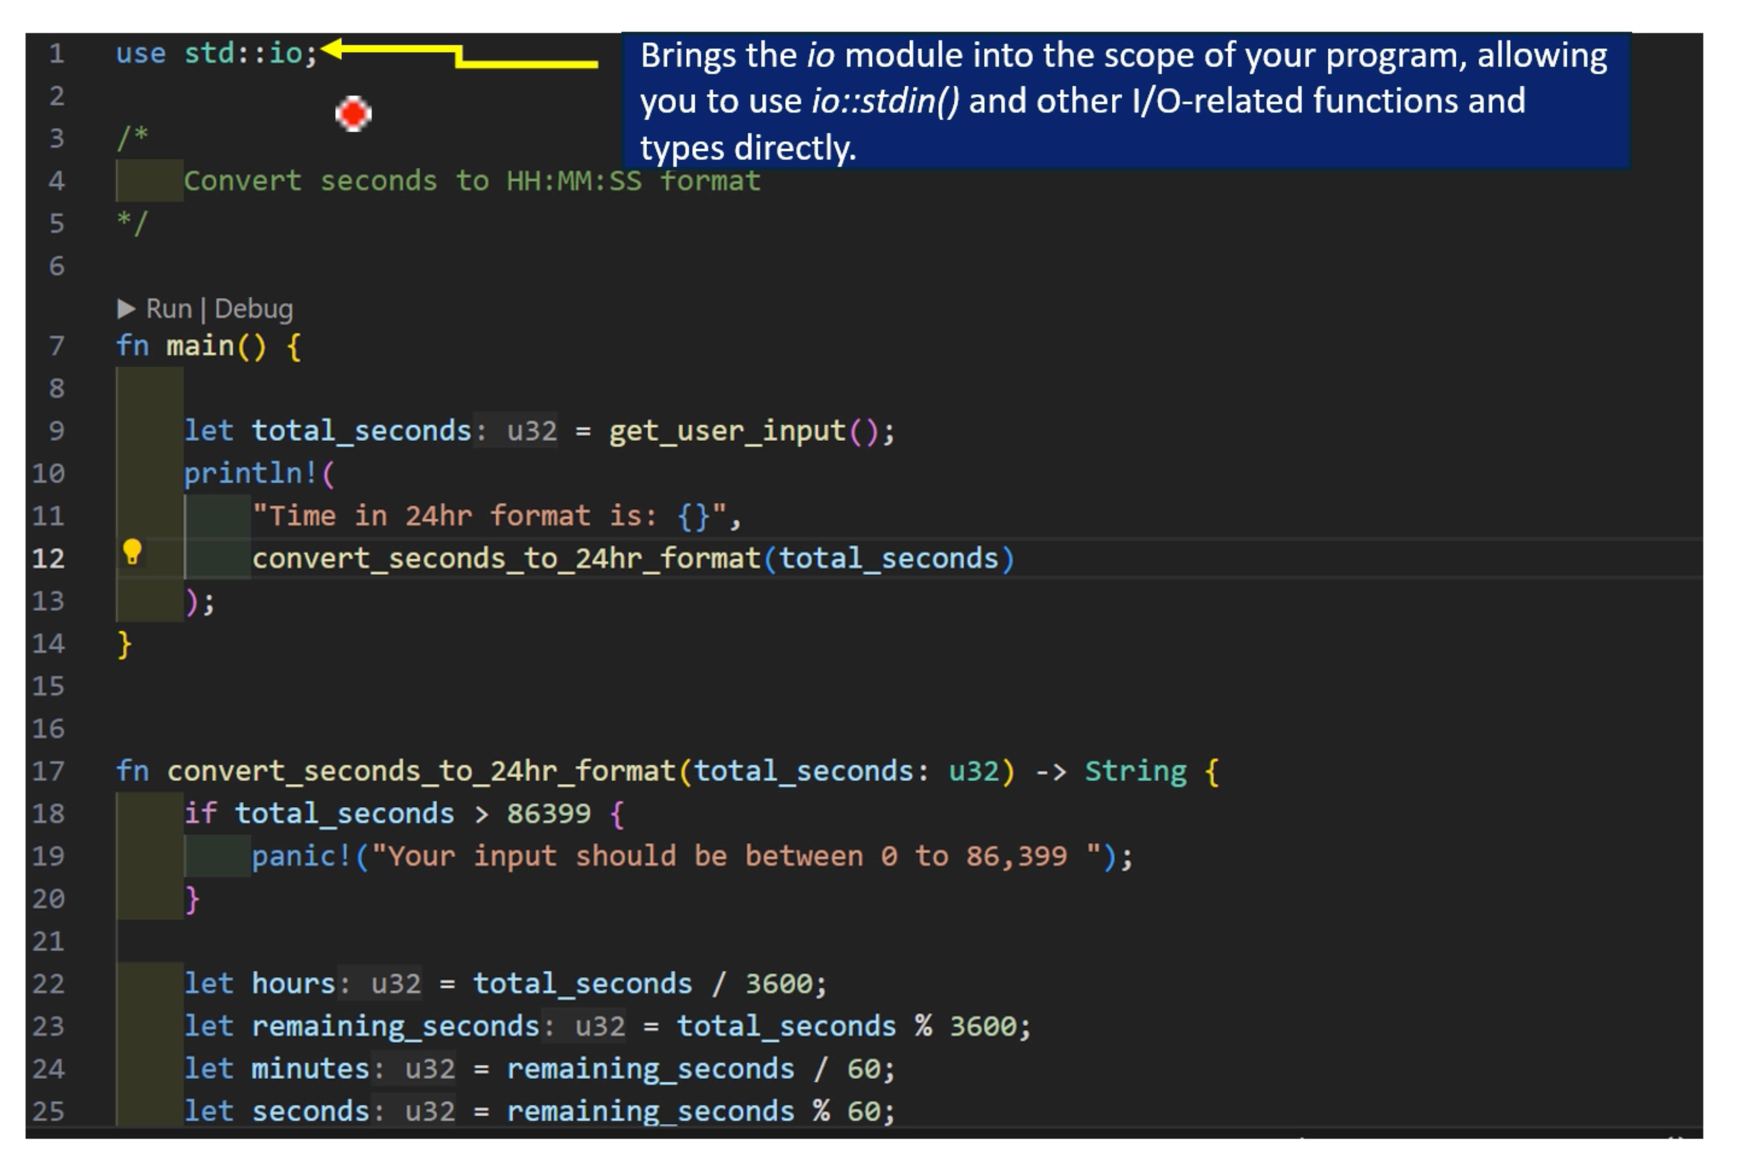 1 use std::io;
Brings the io module into the scope of your program, allowing
you to use io::stdin() and other I/O-related functions and
types directly.
2
3 /*
4 Convert seconds to HH:MM:SS format
5 */
6
▶ Run | Debug
7 fn main() {
8
9 let total_seconds: u32 = get_user_input();
10 println!(
11 "Time in 24hr format is: {}",
12 convert_seconds_to_24hr_format(total_seconds)
13 );
14 }
15
16
17 fn convert_seconds_to_24hr_format(total_seconds: u32) -> String {
18 if total_seconds > 86399 {
19 panic!("Your input should be between 0 to 86,399 ");
20 }
21
22 let hours: u32 = total_seconds / 3600;
23 let remaining_seconds: u32 = total_seconds % 3600;
24 let minutes: u32 = remaining_seconds / 60;
25 let seconds: u32 = remaining_seconds % 60;